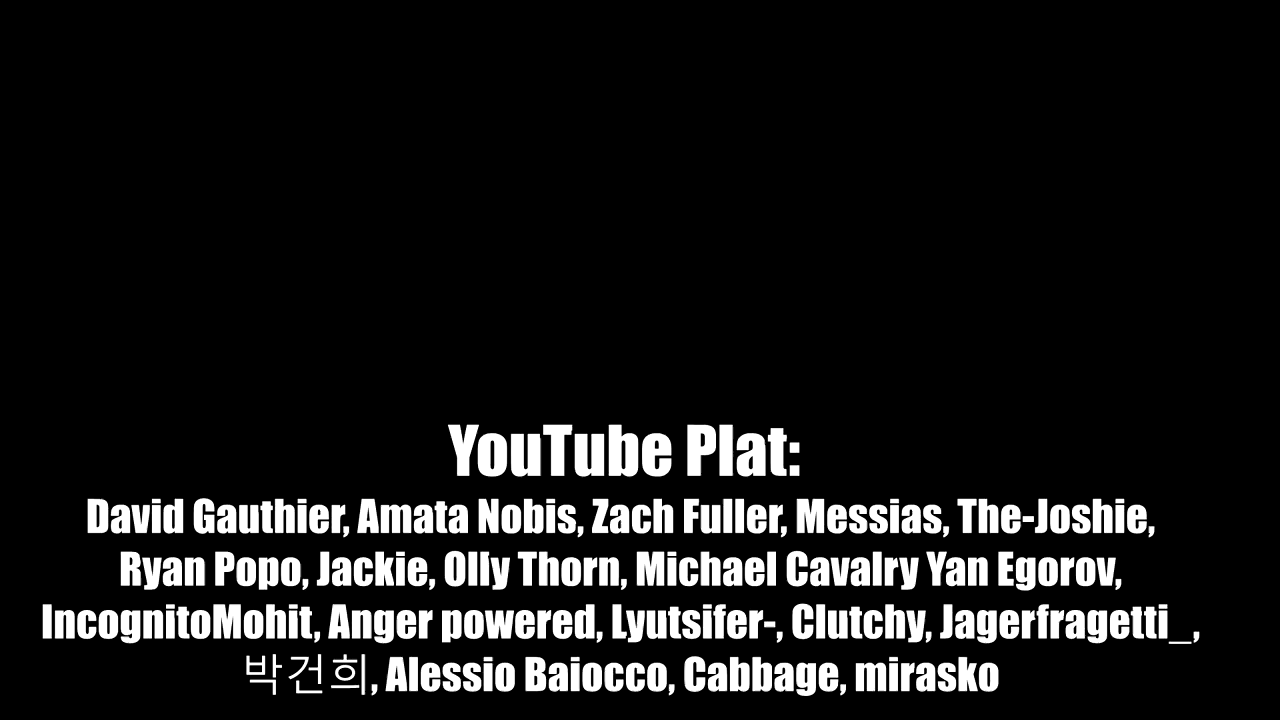 YouTube Plat:
David Gauthier, Amata Nobis, Zach Fuller, Messias, The-Joshie,
Ryan Popo, Jackie, Olly Thorn, Michael Cavalry Yan Egorov,
IncognitoMohit, Anger powered, Lyutsifer-, Clutchy, Jagerfragetti_,
박건희, Alessio Baiocco, Cabbage, mirasko